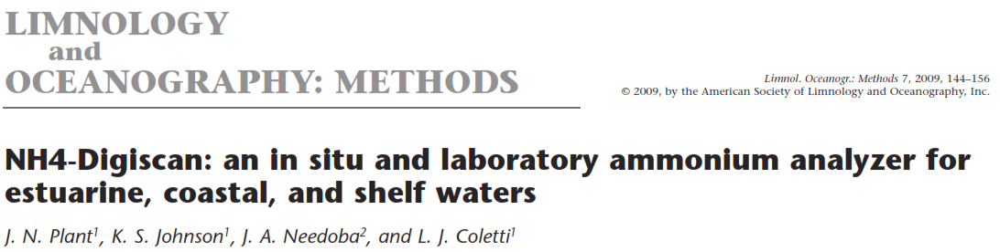 LIMNOLOGY
and
OCEANOGRAPHY: METHODS
Limnol. Oceanogr.: Methods 7, 2009, 144–156
© 2009, by the American Society of Limnology and Oceanography, Inc.
NH4-Digiscan: an in situ and laboratory ammonium analyzer for
estuarine, coastal, and shelf waters
J. N. Plant¹, K. S. Johnson¹, J. A. Needoba², and L. J. Coletti¹